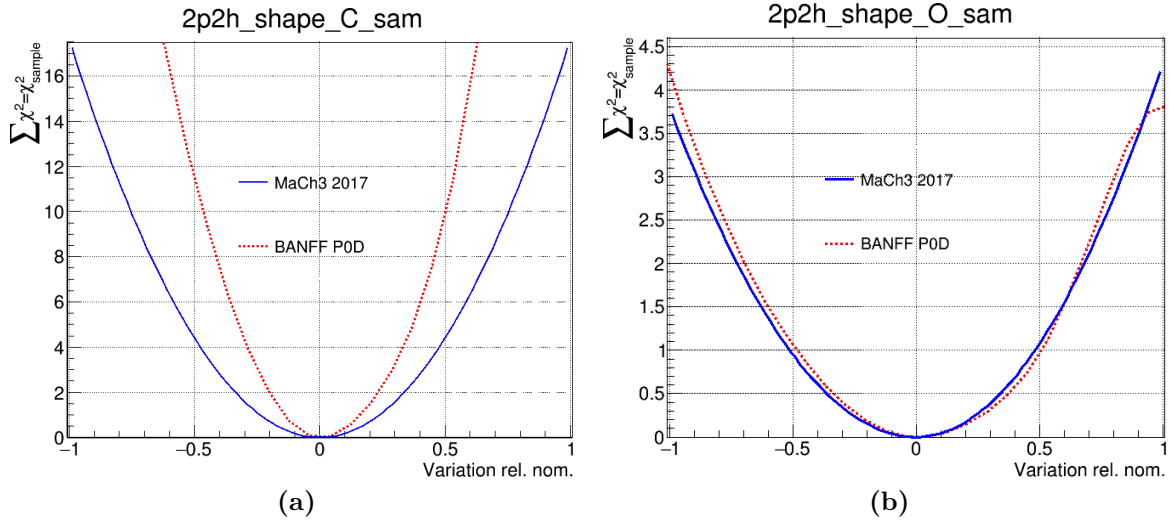 2p2h_shape_C_sam
∑χ²=χ²sample
16
14
12
10
8
6
4
2
0
−1
−0.5
0
0.5
1
Variation rel. nom.
MaCh3 2017
BANFF P0D
(a)
2p2h_shape_O_sam
∑χ²=χ²sample
4.5
4
3.5
3
2.5
2
1.5
1
0.5
0
−1
−0.5
0
0.5
1
Variation rel. nom.
MaCh3 2017
BANFF P0D
(b)